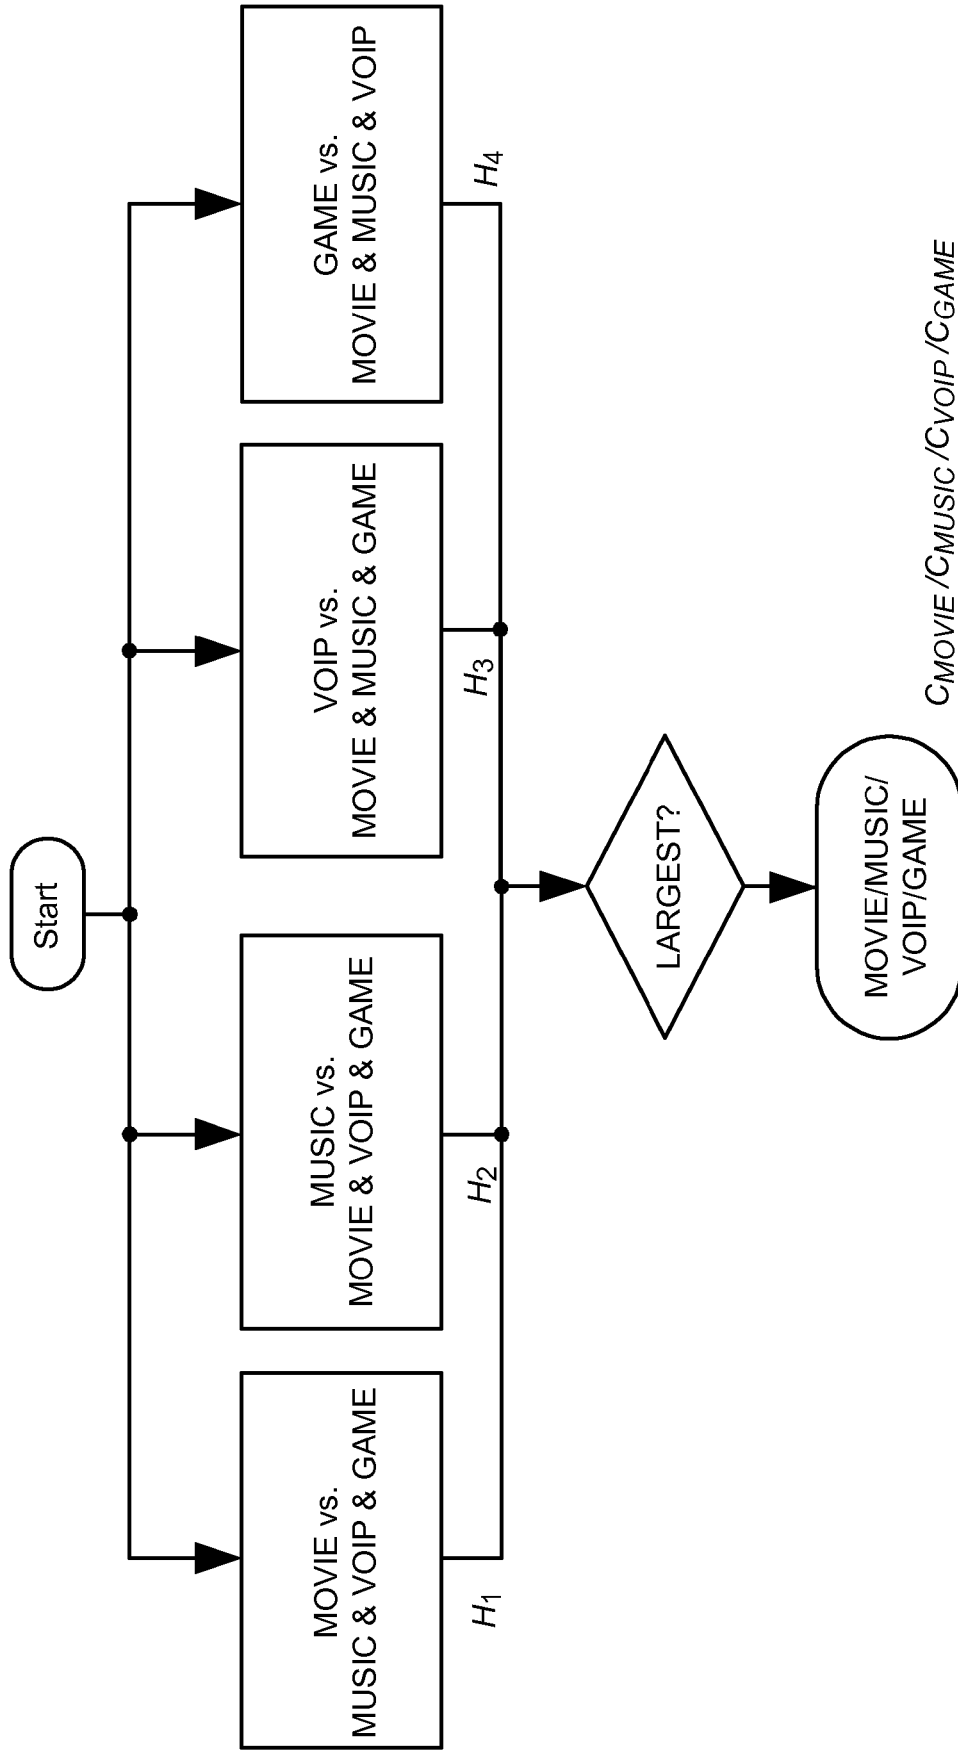 Start
MOVIE vs.
MUSIC & VOIP & GAME
MUSIC vs.
MOVIE & VOIP & GAME
VOIP vs.
MOVIE & MUSIC & GAME
GAME vs.
MOVIE & MUSIC & VOIP
H1
H2
H3
H4
LARGEST?
MOVIE/MUSIC/
VOIP/GAME
CMOVIE /CMUSIC /CVOIP /CGAME